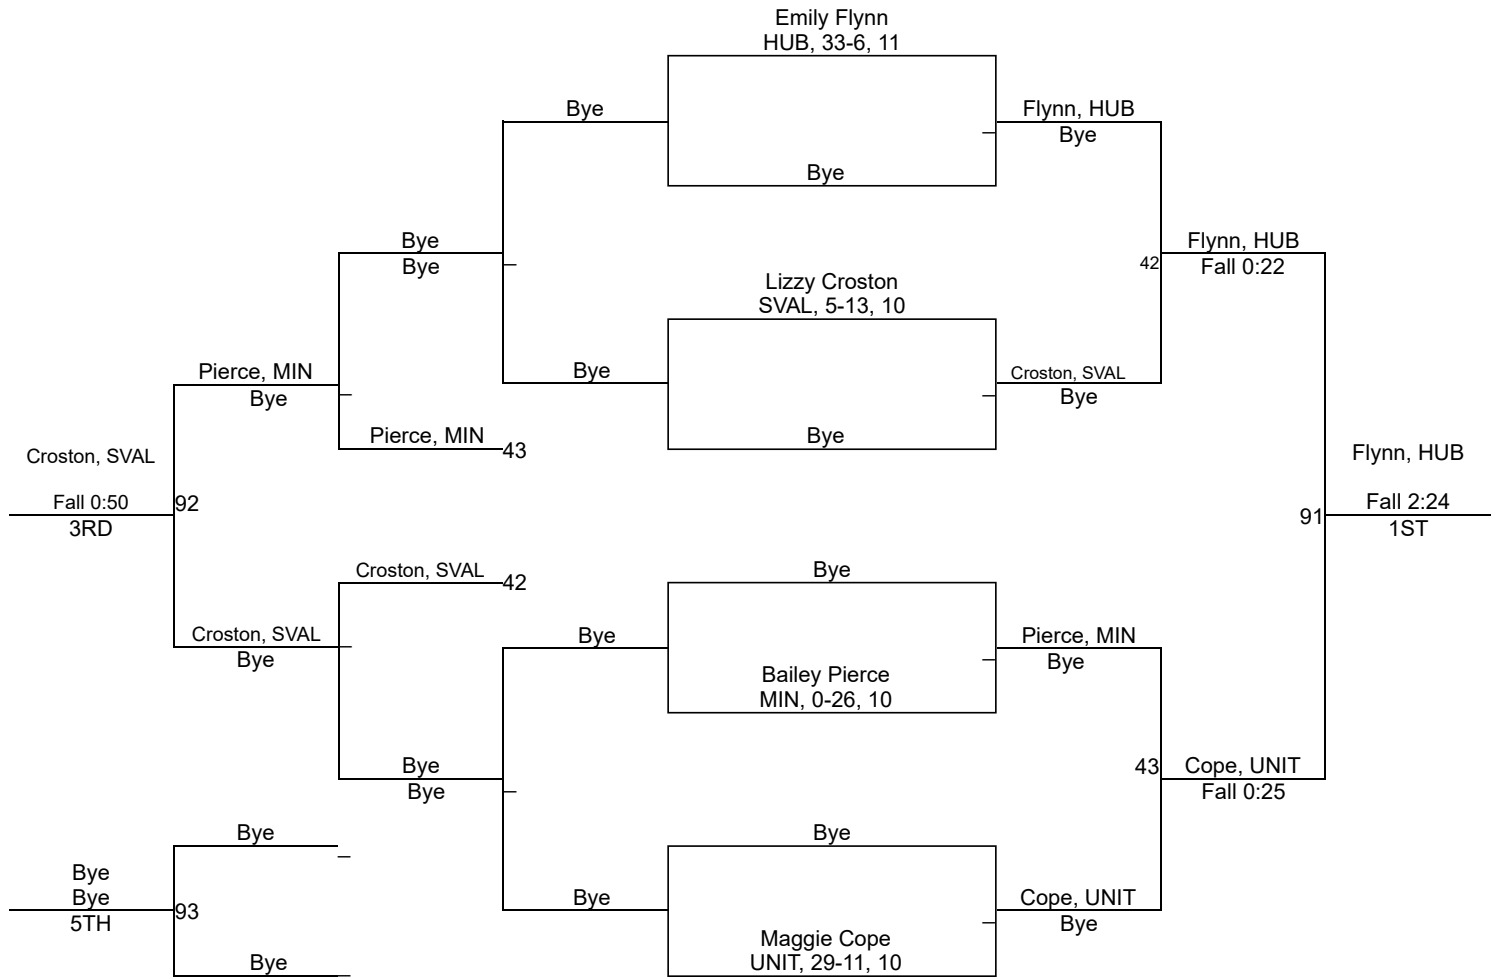 Emily Flynn
HUB, 33-6, 11
Bye
Flynn, HUB
Bye
Bye
Bye
Bye
Flynn, HUB
42
Fall 0:22
Lizzy Croston
SVAL, 5-13, 10
Bye
Croston, SVAL
Bye
Pierce, MIN
Bye
Bye
Pierce, MIN
43
Croston, SVAL
Fall 0:50
92
3RD
Flynn, HUB
Fall 2:24
91
1ST
Croston, SVAL
42
Bye
Croston, SVAL
Bye
Bye
Pierce, MIN
Bye
Bailey Pierce
MIN, 0-26, 10
Bye
Bye
43
Cope, UNIT
Fall 0:25
Bye
Bye
Bye
Bye
93
5TH
Bye
Cope, UNIT
Bye
Maggie Cope
UNIT, 29-11, 10
Bye